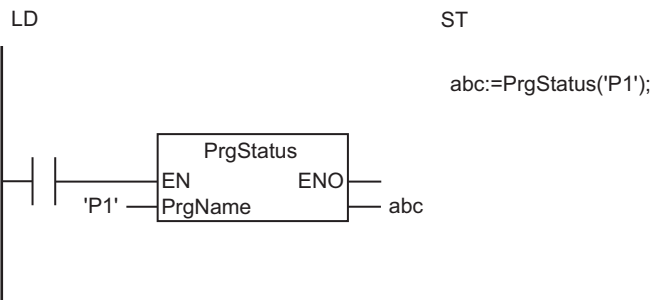 LD
ST
abc:=PrgStatus('P1');
PrgStatus
EN ENO
'P1' PrgName abc